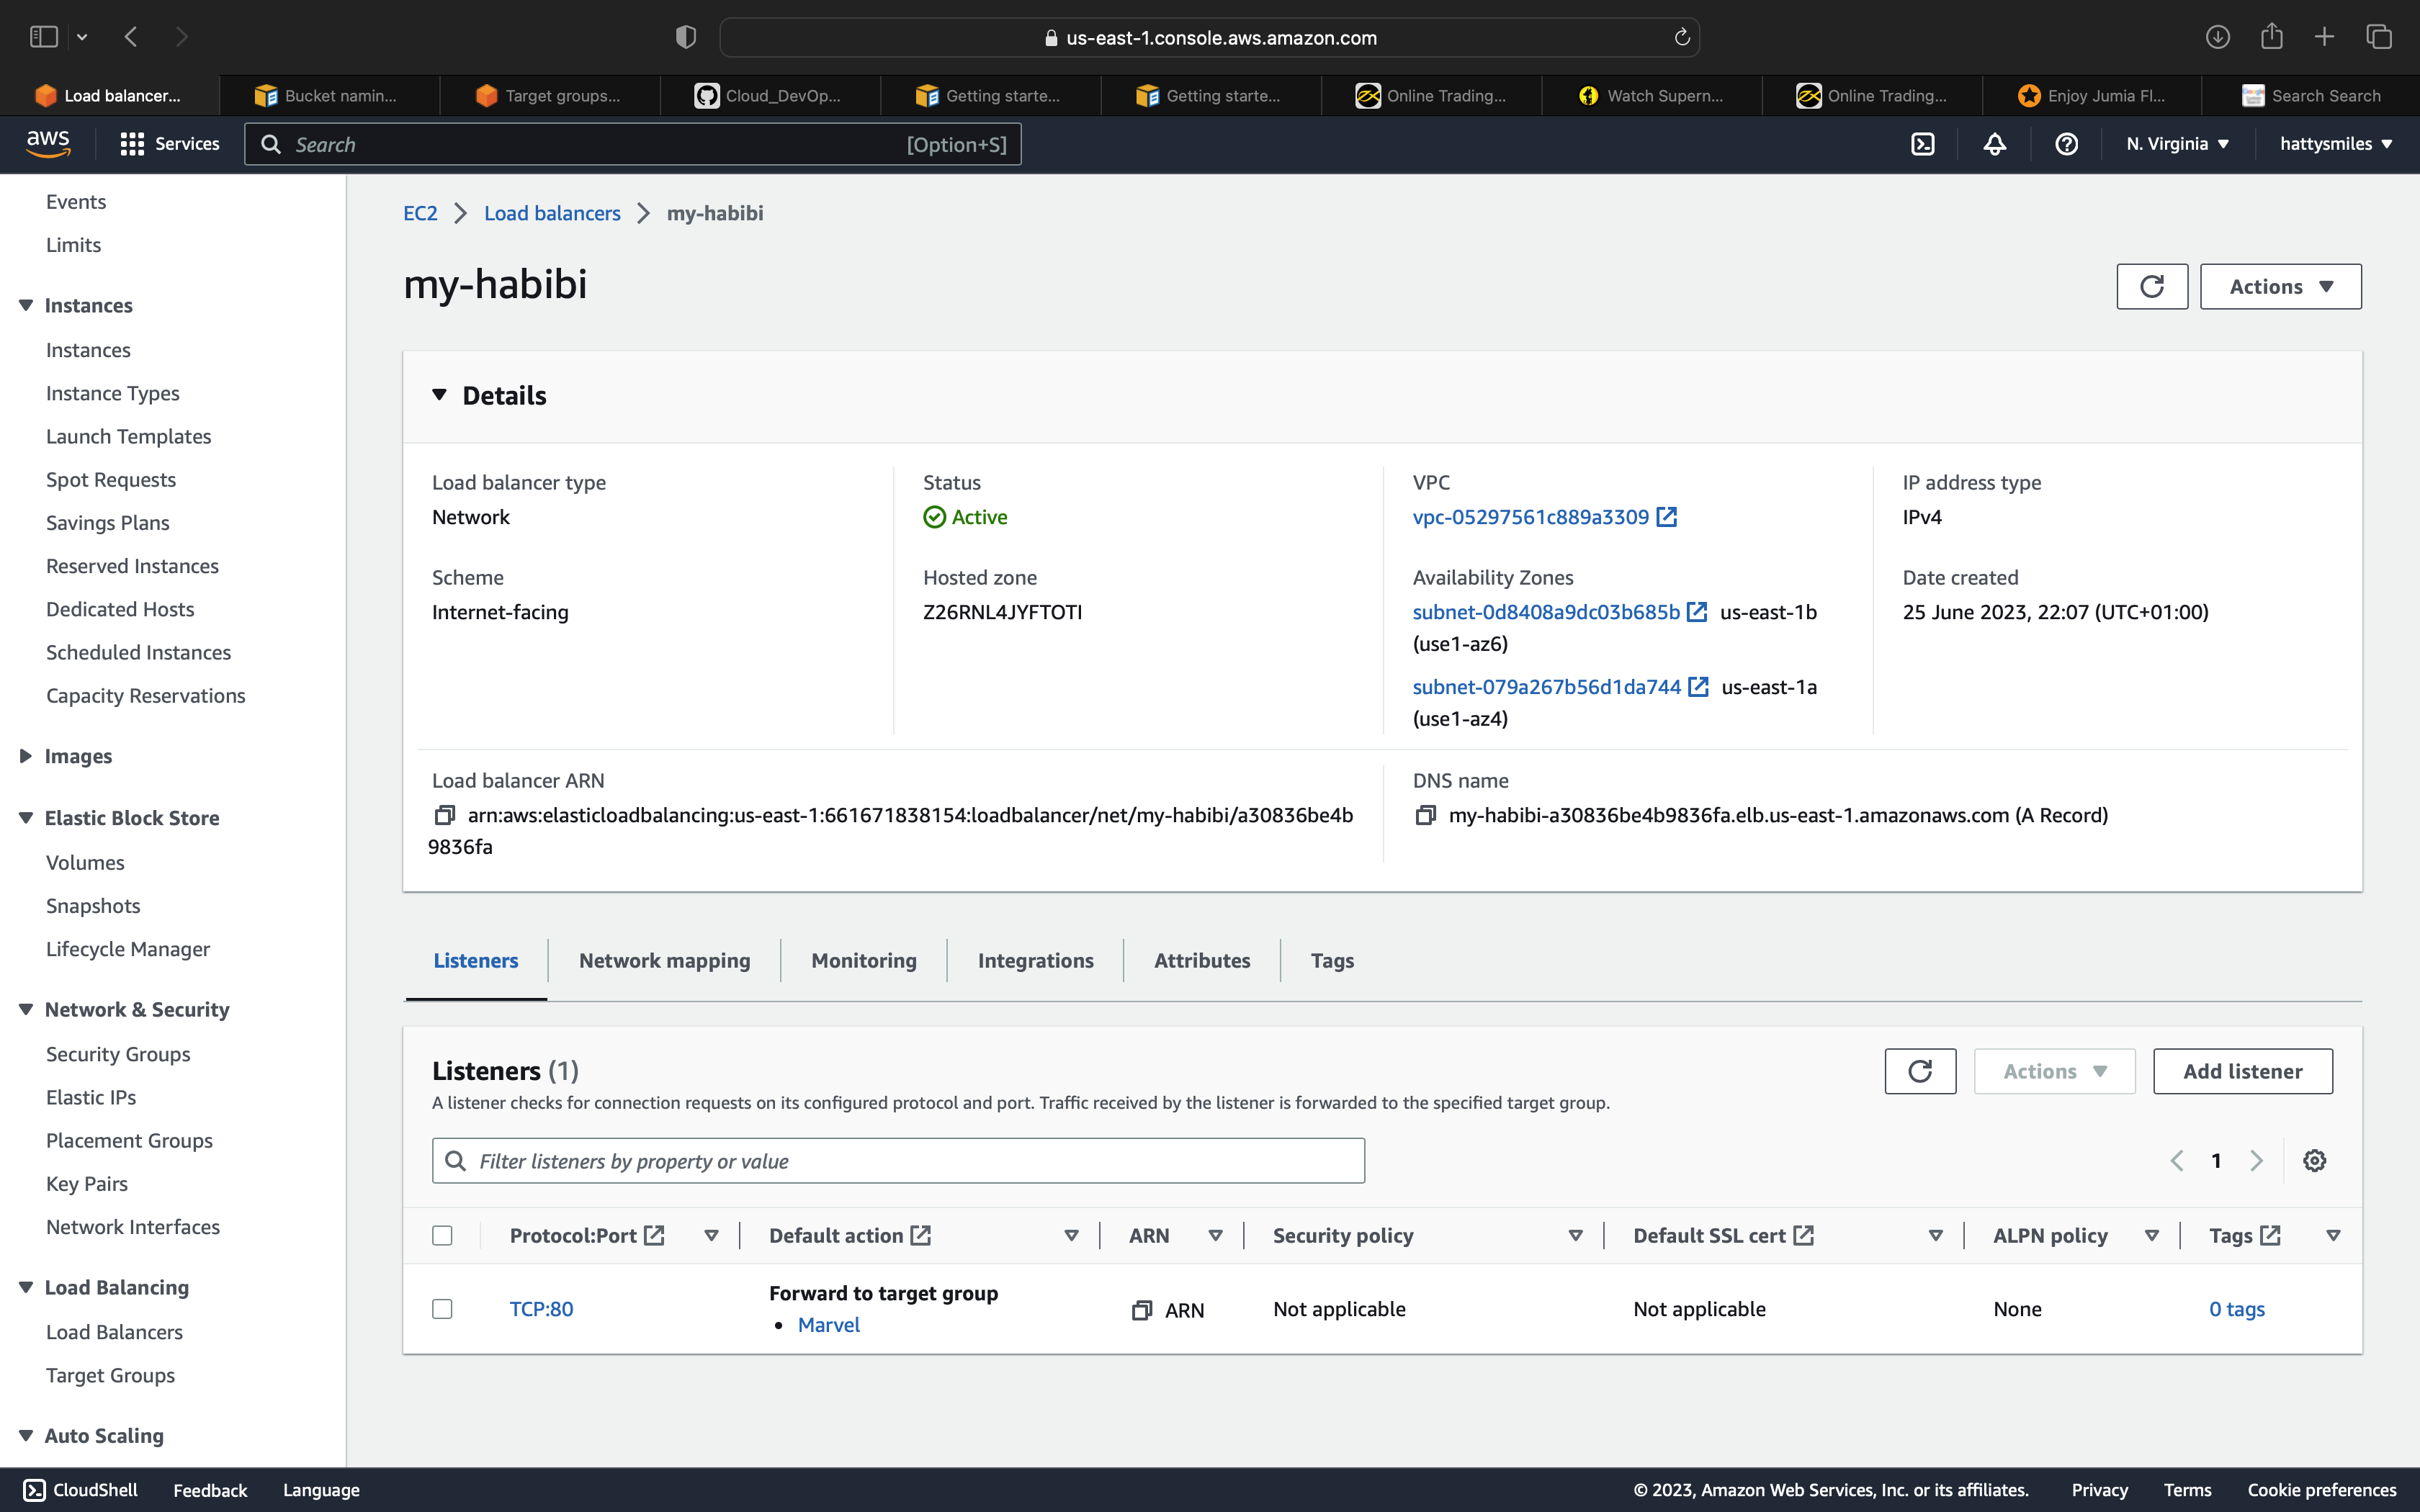 us-east-1.console.aws.amazon.com
Load balancer...
Bucket namin...
Target groups...
Cloud_DevOp...
Getting starte...
Getting starte...
Online Trading...
Watch Supern...
Online Trading...
Enjoy Jumia Fl...
Search Search
aws
Services
Search
[Option+S]
N. Virginia
hattysmiles
Events
Limits
Instances
Instances
Instance Types
Launch Templates
Spot Requests
Savings Plans
Reserved Instances
Dedicated Hosts
Scheduled Instances
Capacity Reservations
Images
Elastic Block Store
Volumes
Snapshots
Lifecycle Manager
Network & Security
Security Groups
Elastic IPs
Placement Groups
Key Pairs
Network Interfaces
Load Balancing
Load Balancers
Target Groups
Auto Scaling
EC2 > Load balancers > my-habibi
my-habibi
Actions
Details
Load balancer type
Network
Status
Active
VPC
vpc-05297561c889a3309
IP address type
IPv4
Scheme
Internet-facing
Hosted zone
Z26RNL4JYFTOTI
Availability Zones
subnet-0d8408a9dc03b685b us-east-1b
(use1-az6)
subnet-079a267b56d1da744 us-east-1a
(use1-az4)
Date created
25 June 2023, 22:07 (UTC+01:00)
Load balancer ARN
arn:aws:elasticloadbalancing:us-east-1:661671838154:loadbalancer/net/my-habibi/a30836be4b
9836fa
DNS name
my-habibi-a30836be4b9836fa.elb.us-east-1.amazonaws.com (A Record)
Listeners
Network mapping
Monitoring
Integrations
Attributes
Tags
Listeners (1)
A listener checks for connection requests on its configured protocol and port. Traffic received by the listener is forwarded to the specified target group.
Actions
Add listener
Filter listeners by property or value
1
Protocol:Port
Default action
ARN
Security policy
Default SSL cert
ALPN policy
Tags
TCP:80
Forward to target group
• Marvel
ARN
Not applicable
Not applicable
None
0 tags
CloudShell
Feedback
Language
© 2023, Amazon Web Services, Inc. or its affiliates.
Privacy
Terms
Cookie preferences